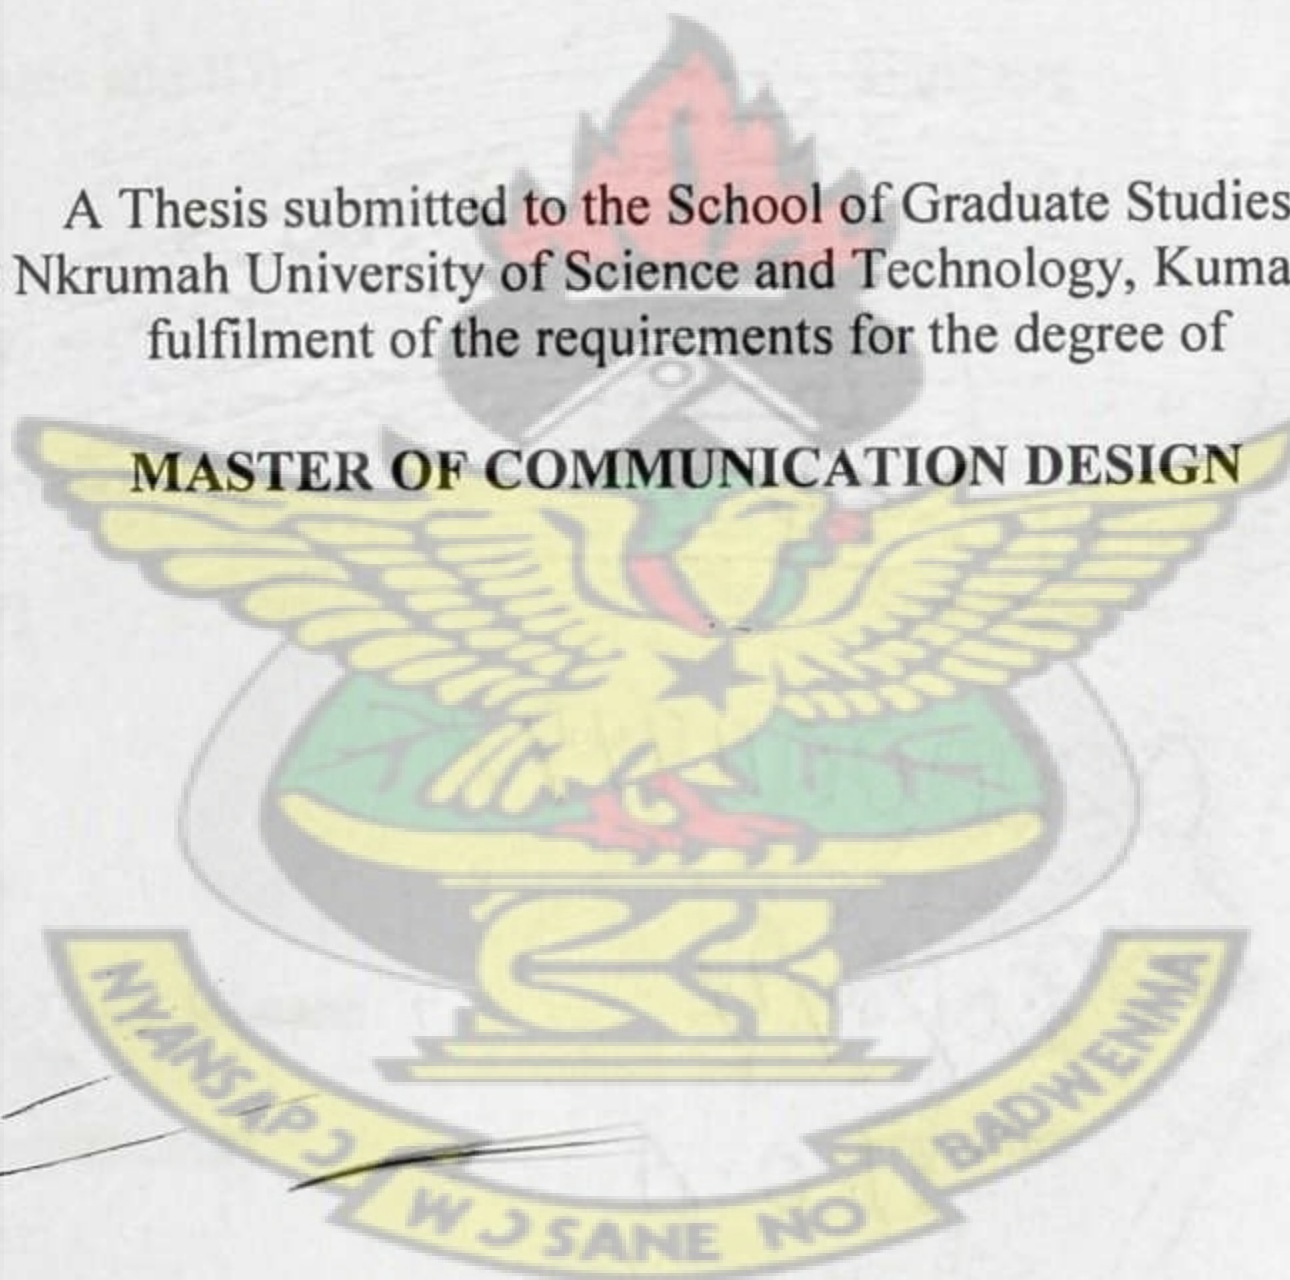 A Thesis submitted to the School of Graduate Studies
Nkrumah University of Science and Technology, Kuma
fulfilment of the requirements for the degree of
MASTER OF COMMUNICATION DESIGN
NYANSAPƆ
WƆSANE NO
BADWENMA